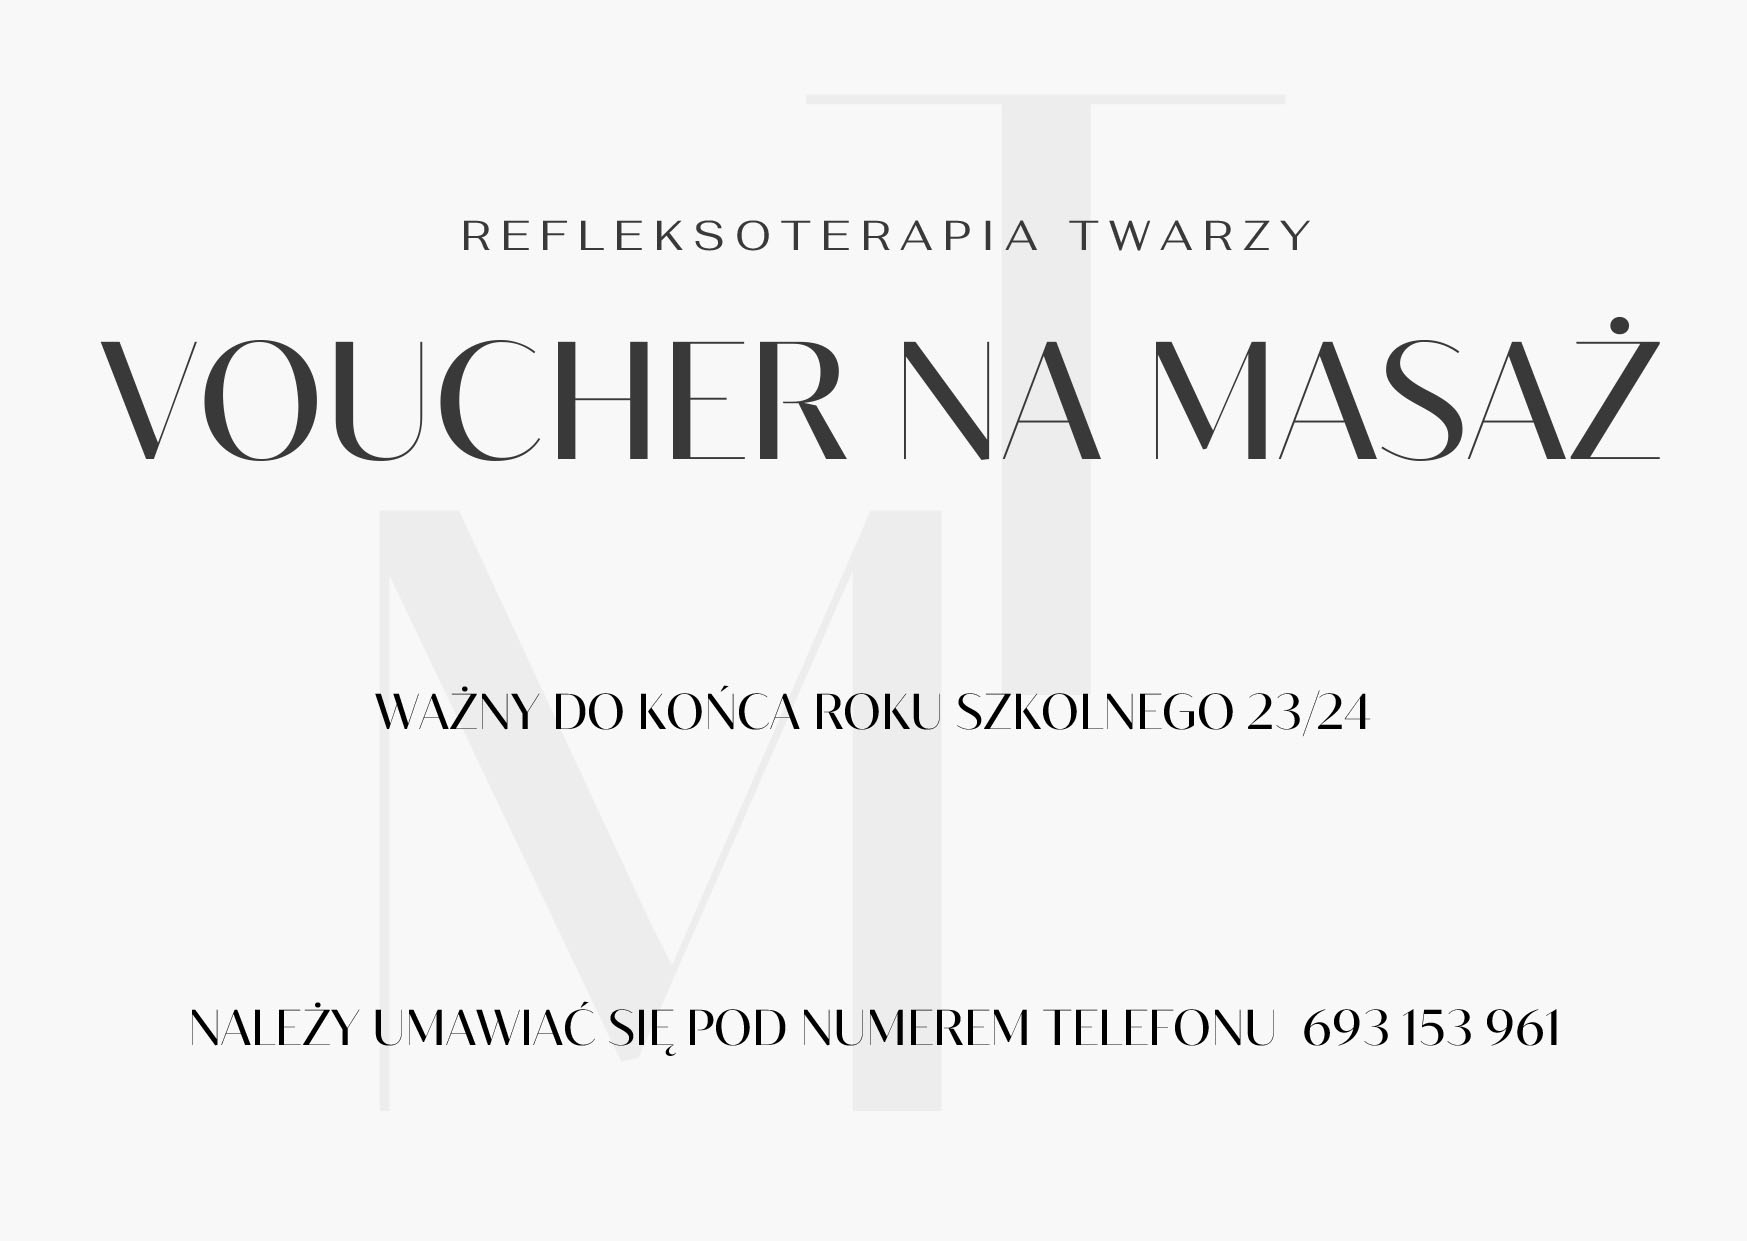 REFLEKSOTERAPIA TWARZY
VOUCHER NA MASAŻ
WAŻNY DO KOŃCA ROKU SZKOLNEGO 23/24
NALEŻY UMAWIAĆ SIĘ POD NUMEREM TELEFONU 693 153 961
T
M